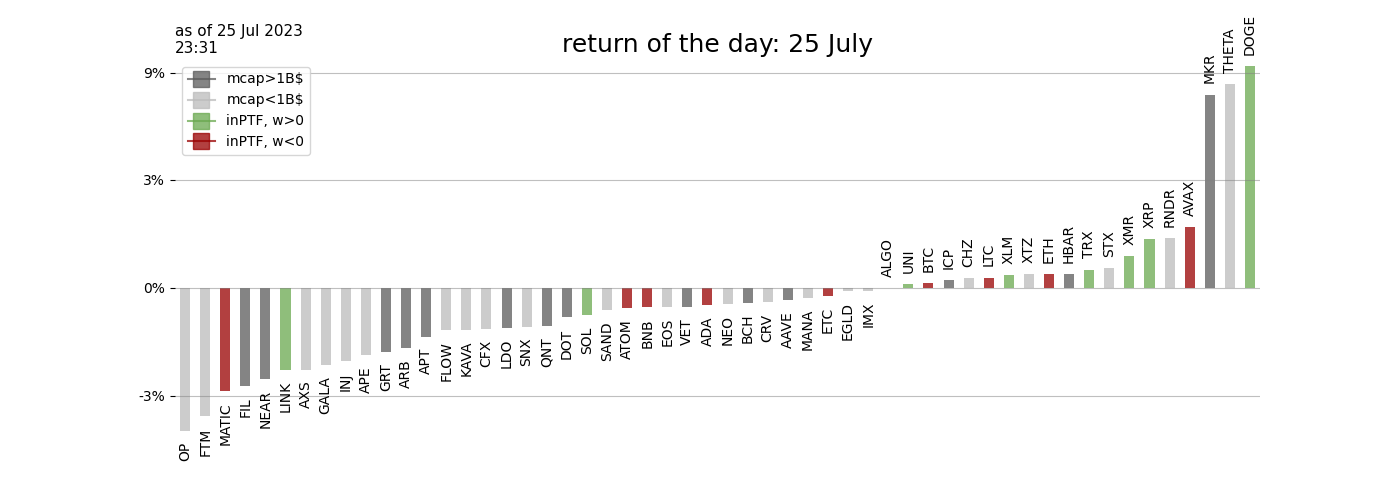 as of 25 Jul 2023
23:31
return of the day: 25 July
mcap>1B$
mcap<1B$
inPTF, w>0
inPTF, w<0
9%
3%
0%
-3%
OP
FTM
MATIC
FIL
NEAR
LINK
AXS
GALA
INJ
APE
GRT
ARB
APT
FLOW
KAVA
CFX
LDO
SNX
QNT
DOT
SOL
SAND
ATOM
BNB
EOS
VET
ADA
NEO
BCH
CRV
AAVE
MANA
ETC
EGLD
IMX
ALGO
UNI
BTC
ICP
CHZ
LTC
XLM
XTZ
ETH
HBAR
TRX
STX
XMR
XRP
RNDR
AVAX
MKR
THETA
DOGE